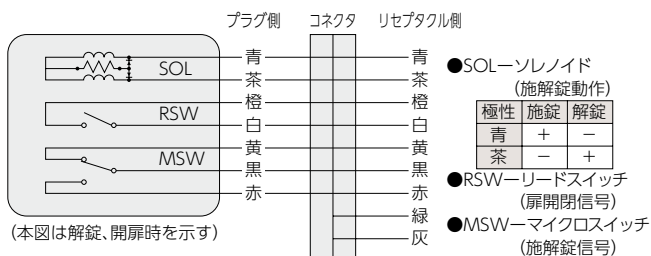 プラグ側 コネクタ リセプタクル側
SOL
RSW
MSW
(本図は解錠、開扉時を示す)
青 青
茶 茶
橙 橙
白 白
黄 黄
黒 黒
赤 赤
緑
灰
●SOLーソレノイド
(施解錠動作)
極性 施錠 解錠
青 + −
茶 − +
●RSWーリードスイッチ
(扉開閉信号)
●MSWーマイクロスイッチ
(施解錠信号)